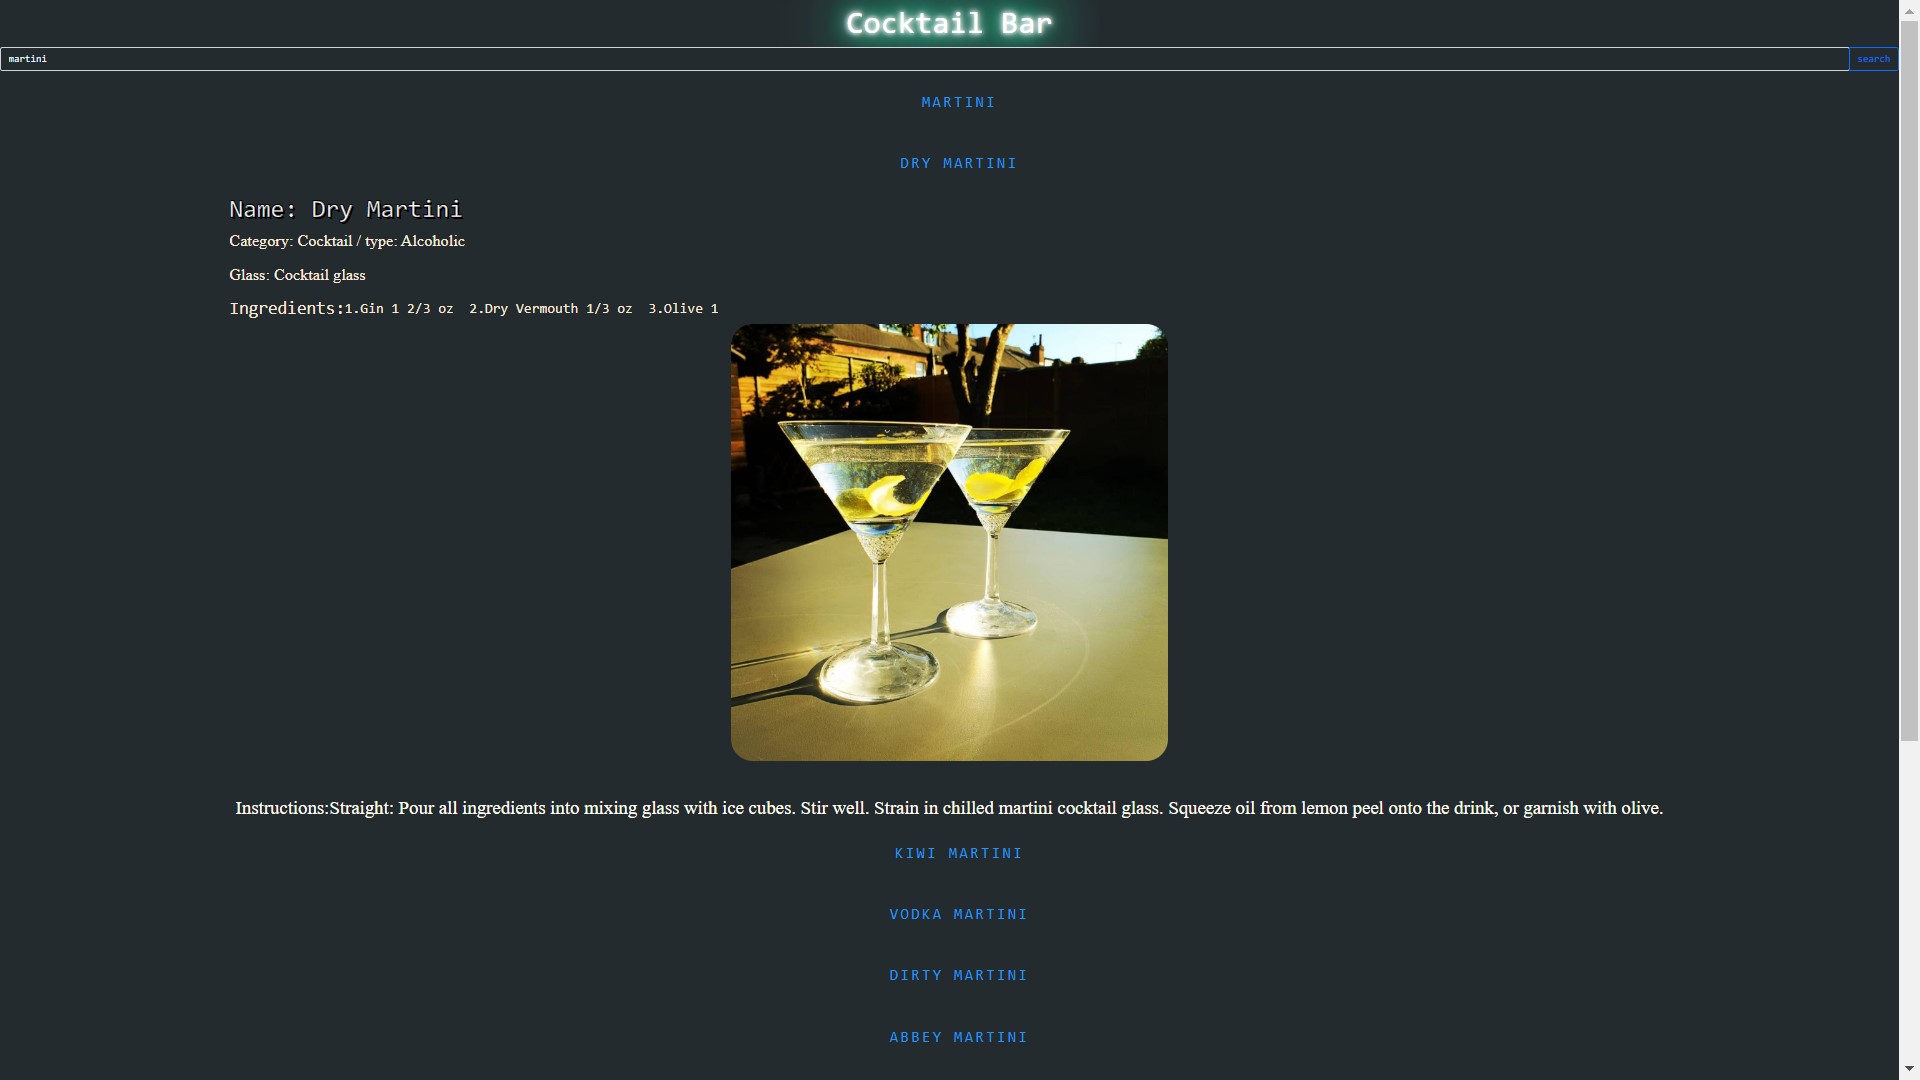 Cocktail Bar
martini
search
MARTINI
DRY MARTINI
Name: Dry Martini
Category: Cocktail / type: Alcoholic
Glass: Cocktail glass
Ingredients:1.Gin 1 2/3 oz 2.Dry Vermouth 1/3 oz 3.Olive 1
Instructions:Straight: Pour all ingredients into mixing glass with ice cubes. Stir well. Strain in chilled martini cocktail glass. Squeeze oil from lemon peel onto the drink, or garnish with olive.
KIWI MARTINI
VODKA MARTINI
DIRTY MARTINI
ABBEY MARTINI